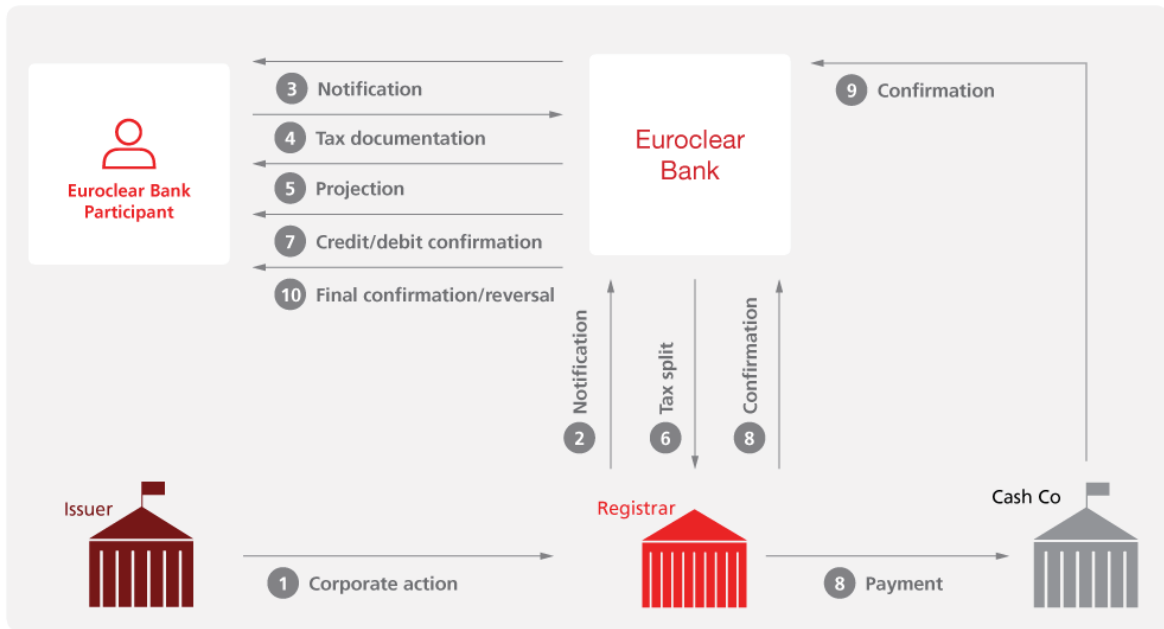 3 Notification
4 Tax documentation
5 Projection
7 Credit/debit confirmation
10 Final confirmation/reversal
Euroclear Bank
Participant
Euroclear
Bank
9 Confirmation
2 Notification
6 Tax split
8 Confirmation
Issuer
1 Corporate action
Registrar
8 Payment
Cash Co